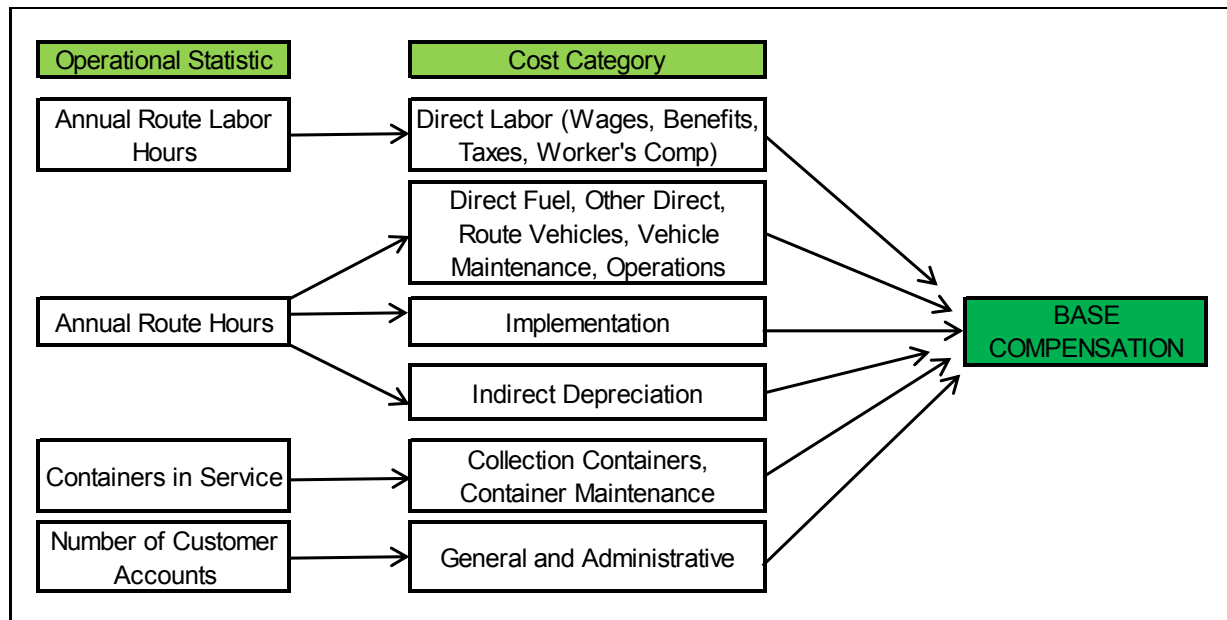 Operational Statistic
Cost Category
Annual Route Labor
Hours
Direct Labor (Wages, Benefits,
Taxes, Worker's Comp)
Direct Fuel, Other Direct,
Route Vehicles, Vehicle
Maintenance, Operations
Annual Route Hours
Implementation
BASE
COMPENSATION
Indirect Depreciation
Containers in Service
Collection Containers,
Container Maintenance
Number of Customer
Accounts
General and Administrative